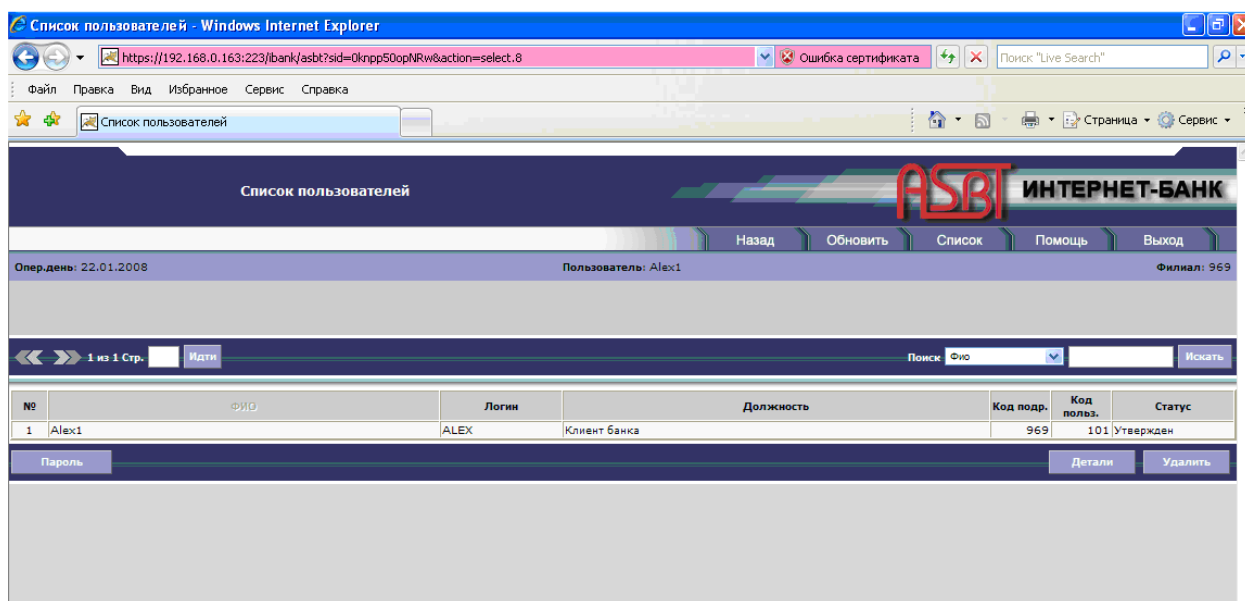 Список пользователей - Windows Internet Explorer
https://192.168.0.163:223/ibank/asbt?sid=0knpp50opNRw&action=select.8 Ошибка сертификата Поиск "Live Search"
Файл Правка Вид Избранное Сервис Справка
Список пользователей Страница Сервис
Список пользователей ASBT ИНТЕРНЕТ-БАНК
Назад Обновить Список Помощь Выход
Опер.день: 22.01.2008 Пользователь: Alex1 Филиал: 969
1 из 1 Стр. Идти Поиск Фио Искать
№ ФИО Логин Должность Код подр. Код польз. Статус
1 Alex1 ALEX Клиент банка 969 101 Утвержден
Пароль Детали Удалить